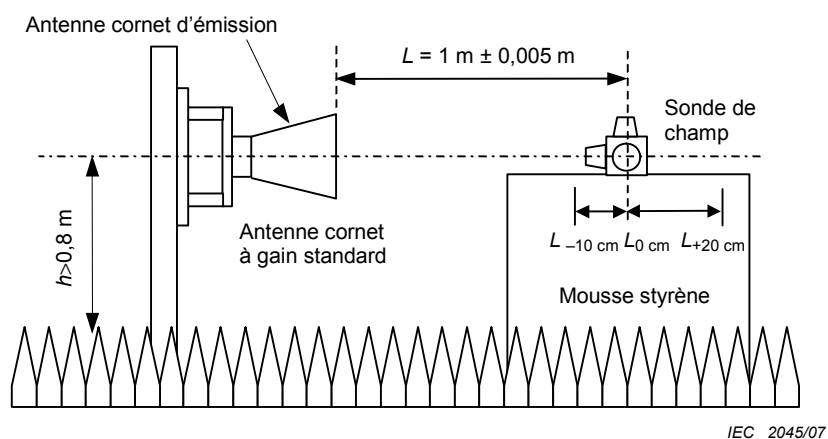 Antenne cornet d'émission
L = 1 m ± 0,005 m
Sonde de
champ
h>0,8 m
Antenne cornet
à gain standard
L –10 cm L0 cm L+20 cm
Mousse styrène
IEC 2045/07